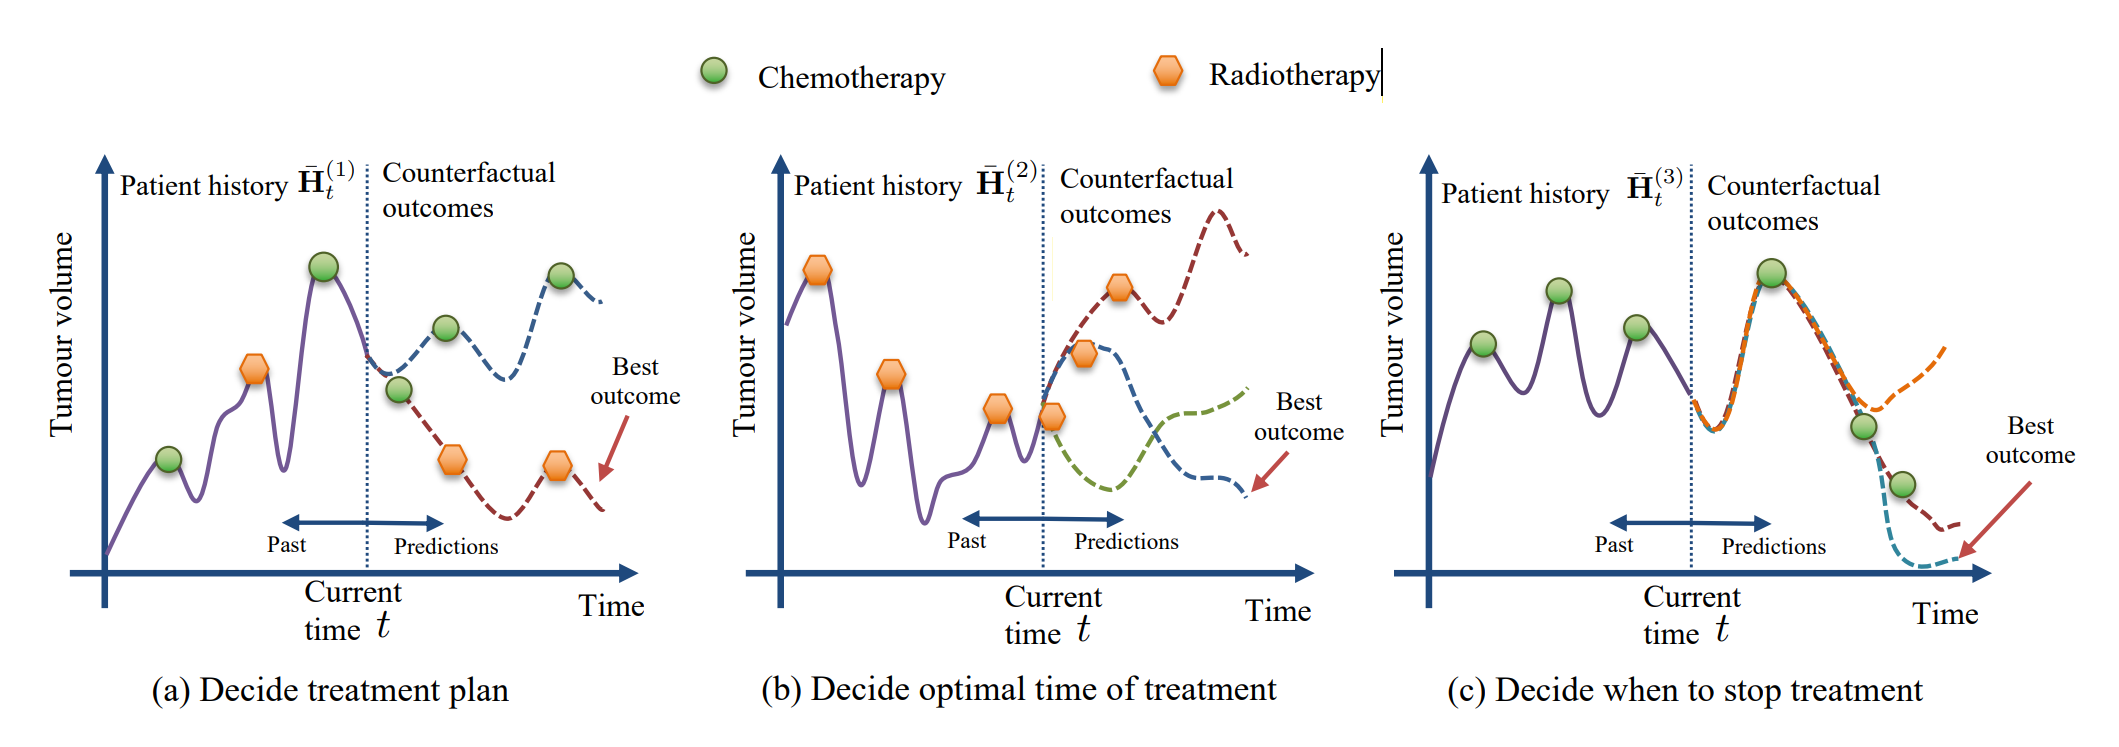 Chemotherapy
Radiotherapy
Patient history H̄_t^(1)
Counterfactual
outcomes
Tumour volume
Best
outcome
Past
Predictions
Current
time t
Time
(a) Decide treatment plan
Patient history H̄_t^(2)
Counterfactual
outcomes
Tumour volume
Best
outcome
Past
Predictions
Current
time t
Time
(b) Decide optimal time of treatment
Patient history H̄_t^(3)
Counterfactual
outcomes
Tumour volume
Best
outcome
Past
Predictions
Current
time t
Time
(c) Decide when to stop treatment